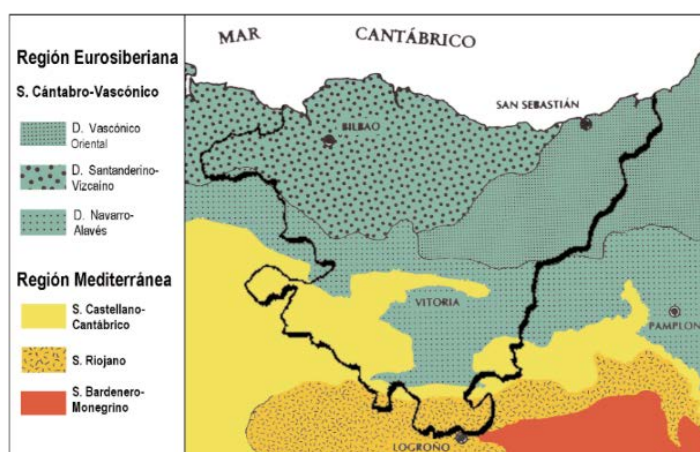 Región Eurosiberiana
S. Cántabro-Vascónico
D. Vascónico
Oriental
D. Santanderino-
Vizcaíno
D. Navarro-
Alavés
Región Mediterránea
S. Castellano-
Cantábrico
S. Riojano
S. Bardenero-
Monegrino
MAR CANTÁBRICO
SAN SEBASTIÁN
BILBAO
VITORIA
PAMPLON
LOGROÑO